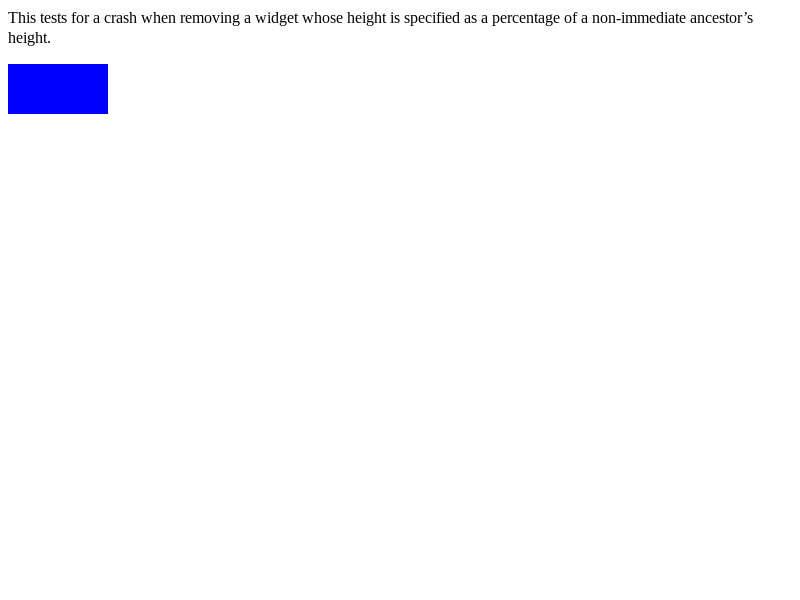 This tests for a crash when removing a widget whose height is specified as a percentage of a non-immediate ancestor’s
height.